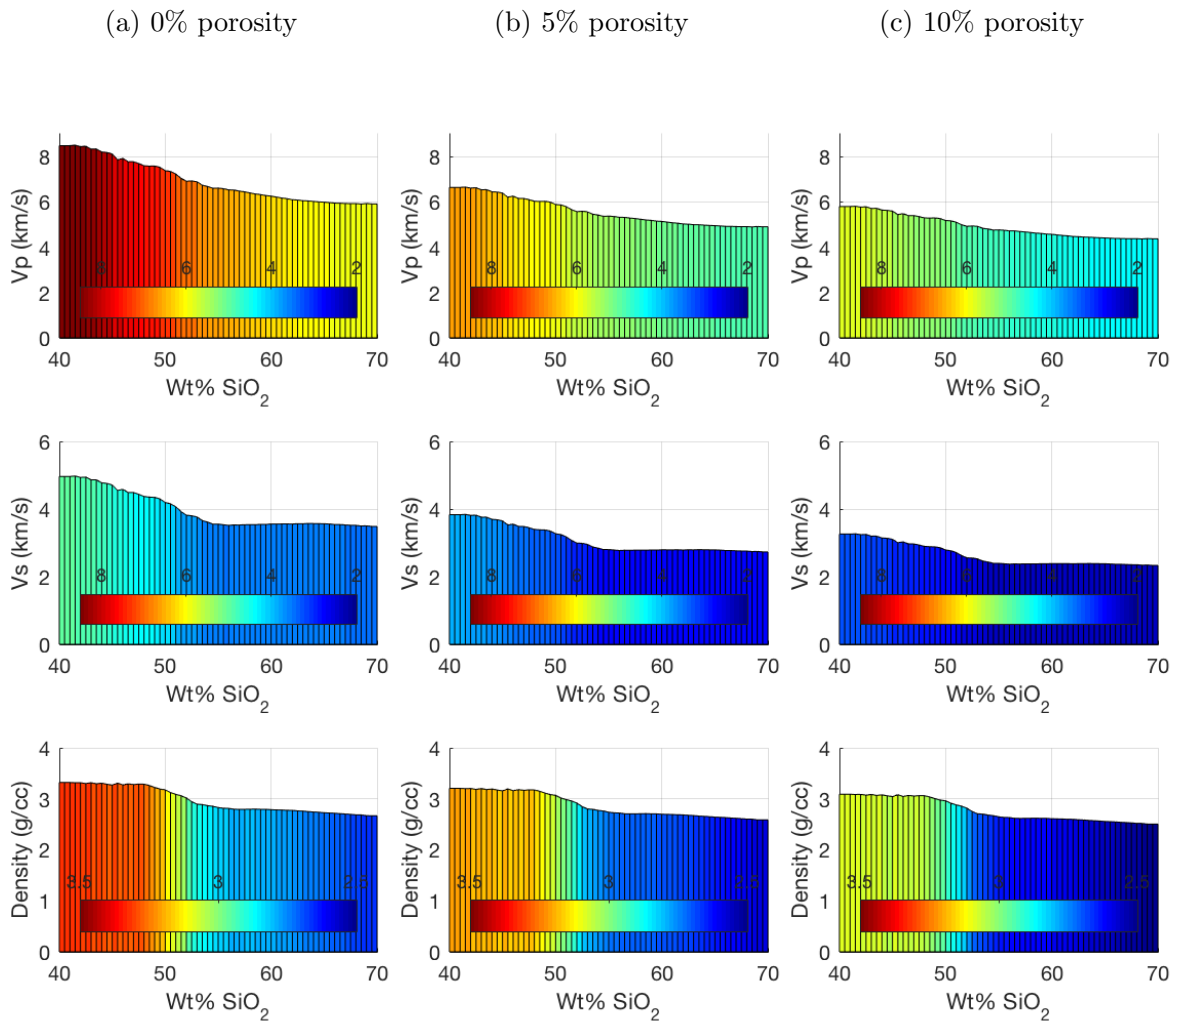 (a) 0% porosity (b) 5% porosity (c) 10% porosity
Vp (km/s) 8 6 4 2 0 8 6 4 2 40 50 60 70 Wt% SiO2
Vp (km/s) 8 6 4 2 0 8 6 4 2 40 50 60 70 Wt% SiO2
Vp (km/s) 8 6 4 2 0 8 6 4 2 40 50 60 70 Wt% SiO2
Vs (km/s) 6 4 2 0 8 6 4 2 40 50 60 70 Wt% SiO2
Vs (km/s) 6 4 2 0 8 6 4 2 40 50 60 70 Wt% SiO2
Vs (km/s) 6 4 2 0 8 6 4 2 40 50 60 70 Wt% SiO2
Density (g/cc) 4 3 2 1 0 3.5 3 2.5 40 50 60 70 Wt% SiO2
Density (g/cc) 4 3 2 1 0 3.5 3 2.5 40 50 60 70 Wt% SiO2
Density (g/cc) 4 3 2 1 0 3.5 3 2.5 40 50 60 70 Wt% SiO2